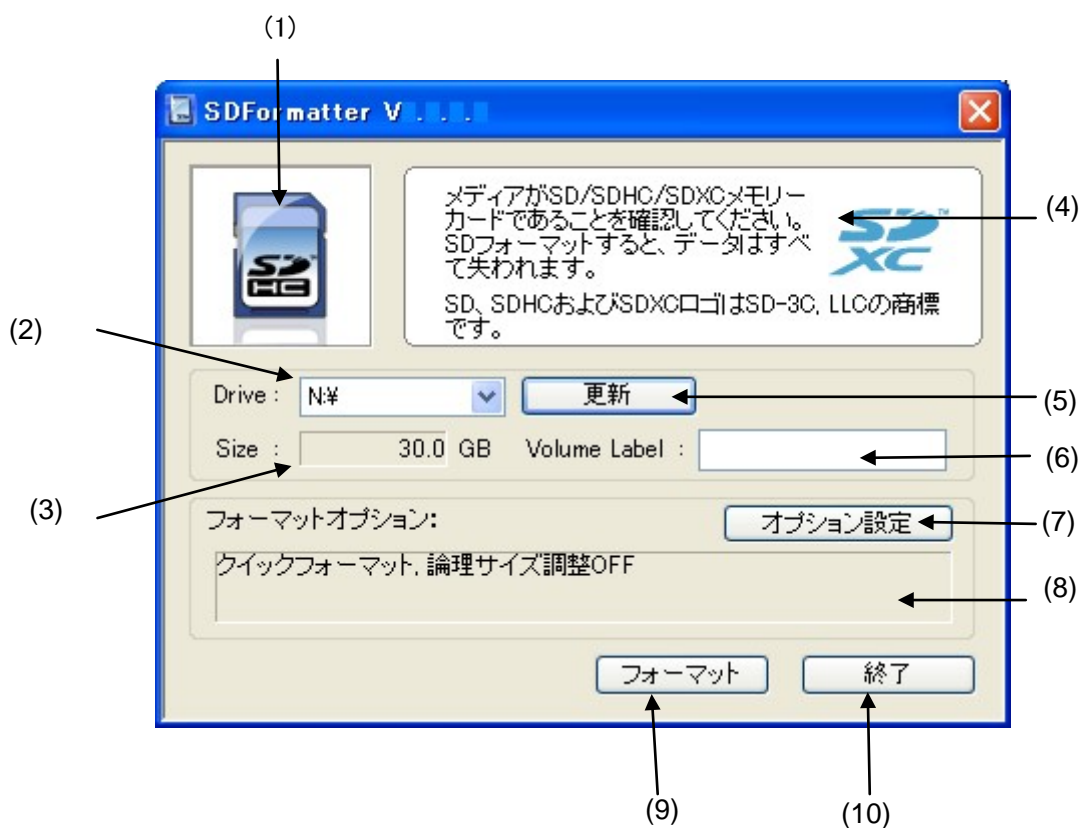 (1)
SDFormatter V . . .
SD
HC
メディアがSD/SDHC/SDXCメモリー
カードであることを確認してください。
SDフォーマットすると、データはすべ
て失われます。
SD、SDHCおよびSDXCロゴはSD-3C, LLCの商標
です。
SD™
XC
(4)
(2)
Drive : N:¥ 更新
(5)
Size : 30.0 GB Volume Label :
(6)
(3)
フォーマットオプション: オプション設定
(7)
クイックフォーマット, 論理サイズ調整OFF
(8)
フォーマット 終了
(9) (10)